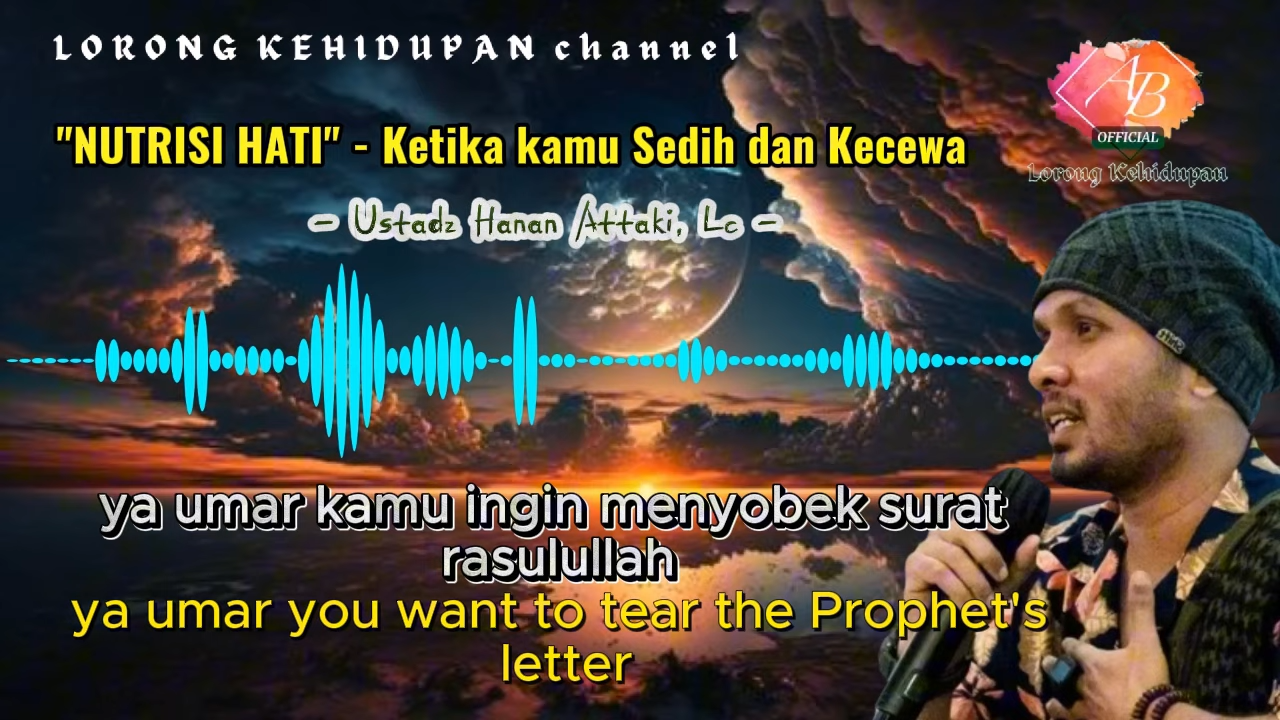 LORONG KEHIDUPAN channel
AB
OFFICIAL
Lorong Kehidupan
"NUTRISI HATI" - Ketika kamu Sedih dan Kecewa
- Ustadz Hanan Attaki, Lc -
ya umar kamu ingin menyobek surat
rasulullah
ya umar you want to tear the Prophet's
letter